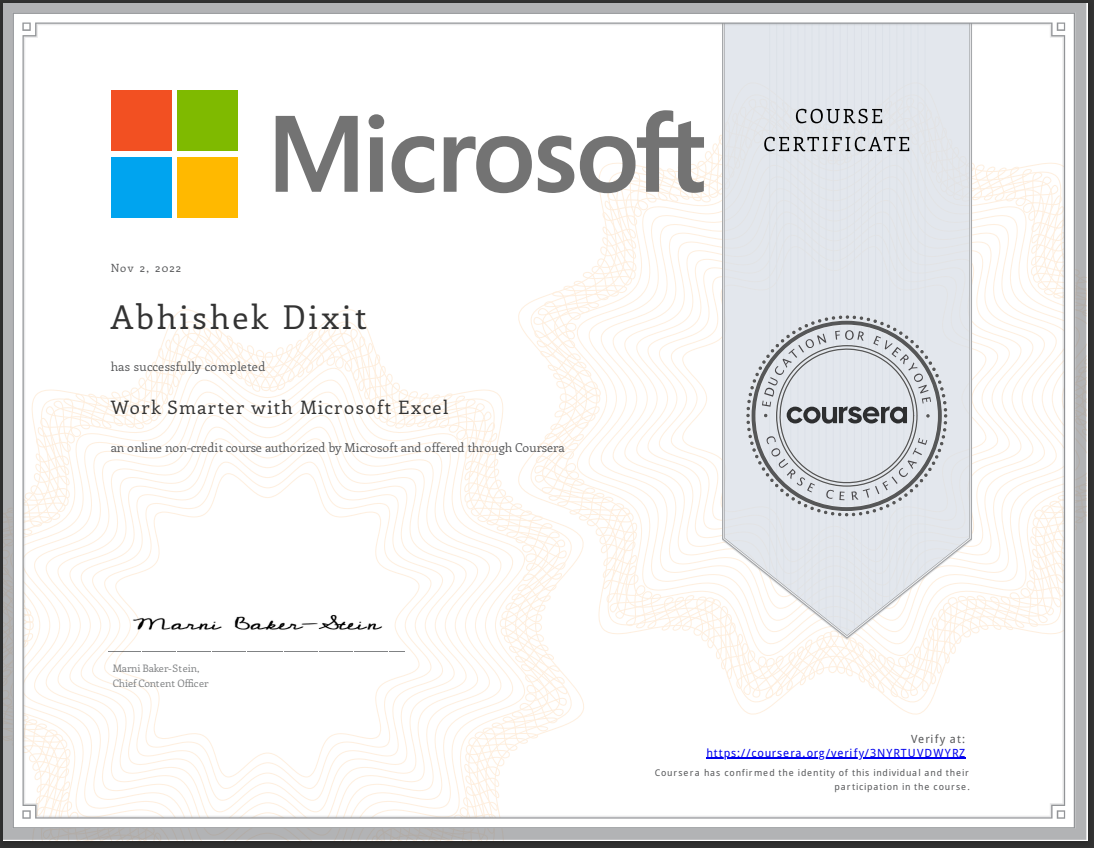 Microsoft
COURSE
CERTIFICATE
Nov 2, 2022
Abhishek Dixit
has successfully completed
Work Smarter with Microsoft Excel
an online non-credit course authorized by Microsoft and offered through Coursera
EDUCATION FOR EVERYONE
coursera
COURSE CERTIFICATE
Marni Baker-Stein
Marni Baker-Stein,
Chief Content Officer
Verify at:
https://coursera.org/verify/3NYRTUVDWYRZ
Coursera has confirmed the identity of this individual and their
participation in the course.